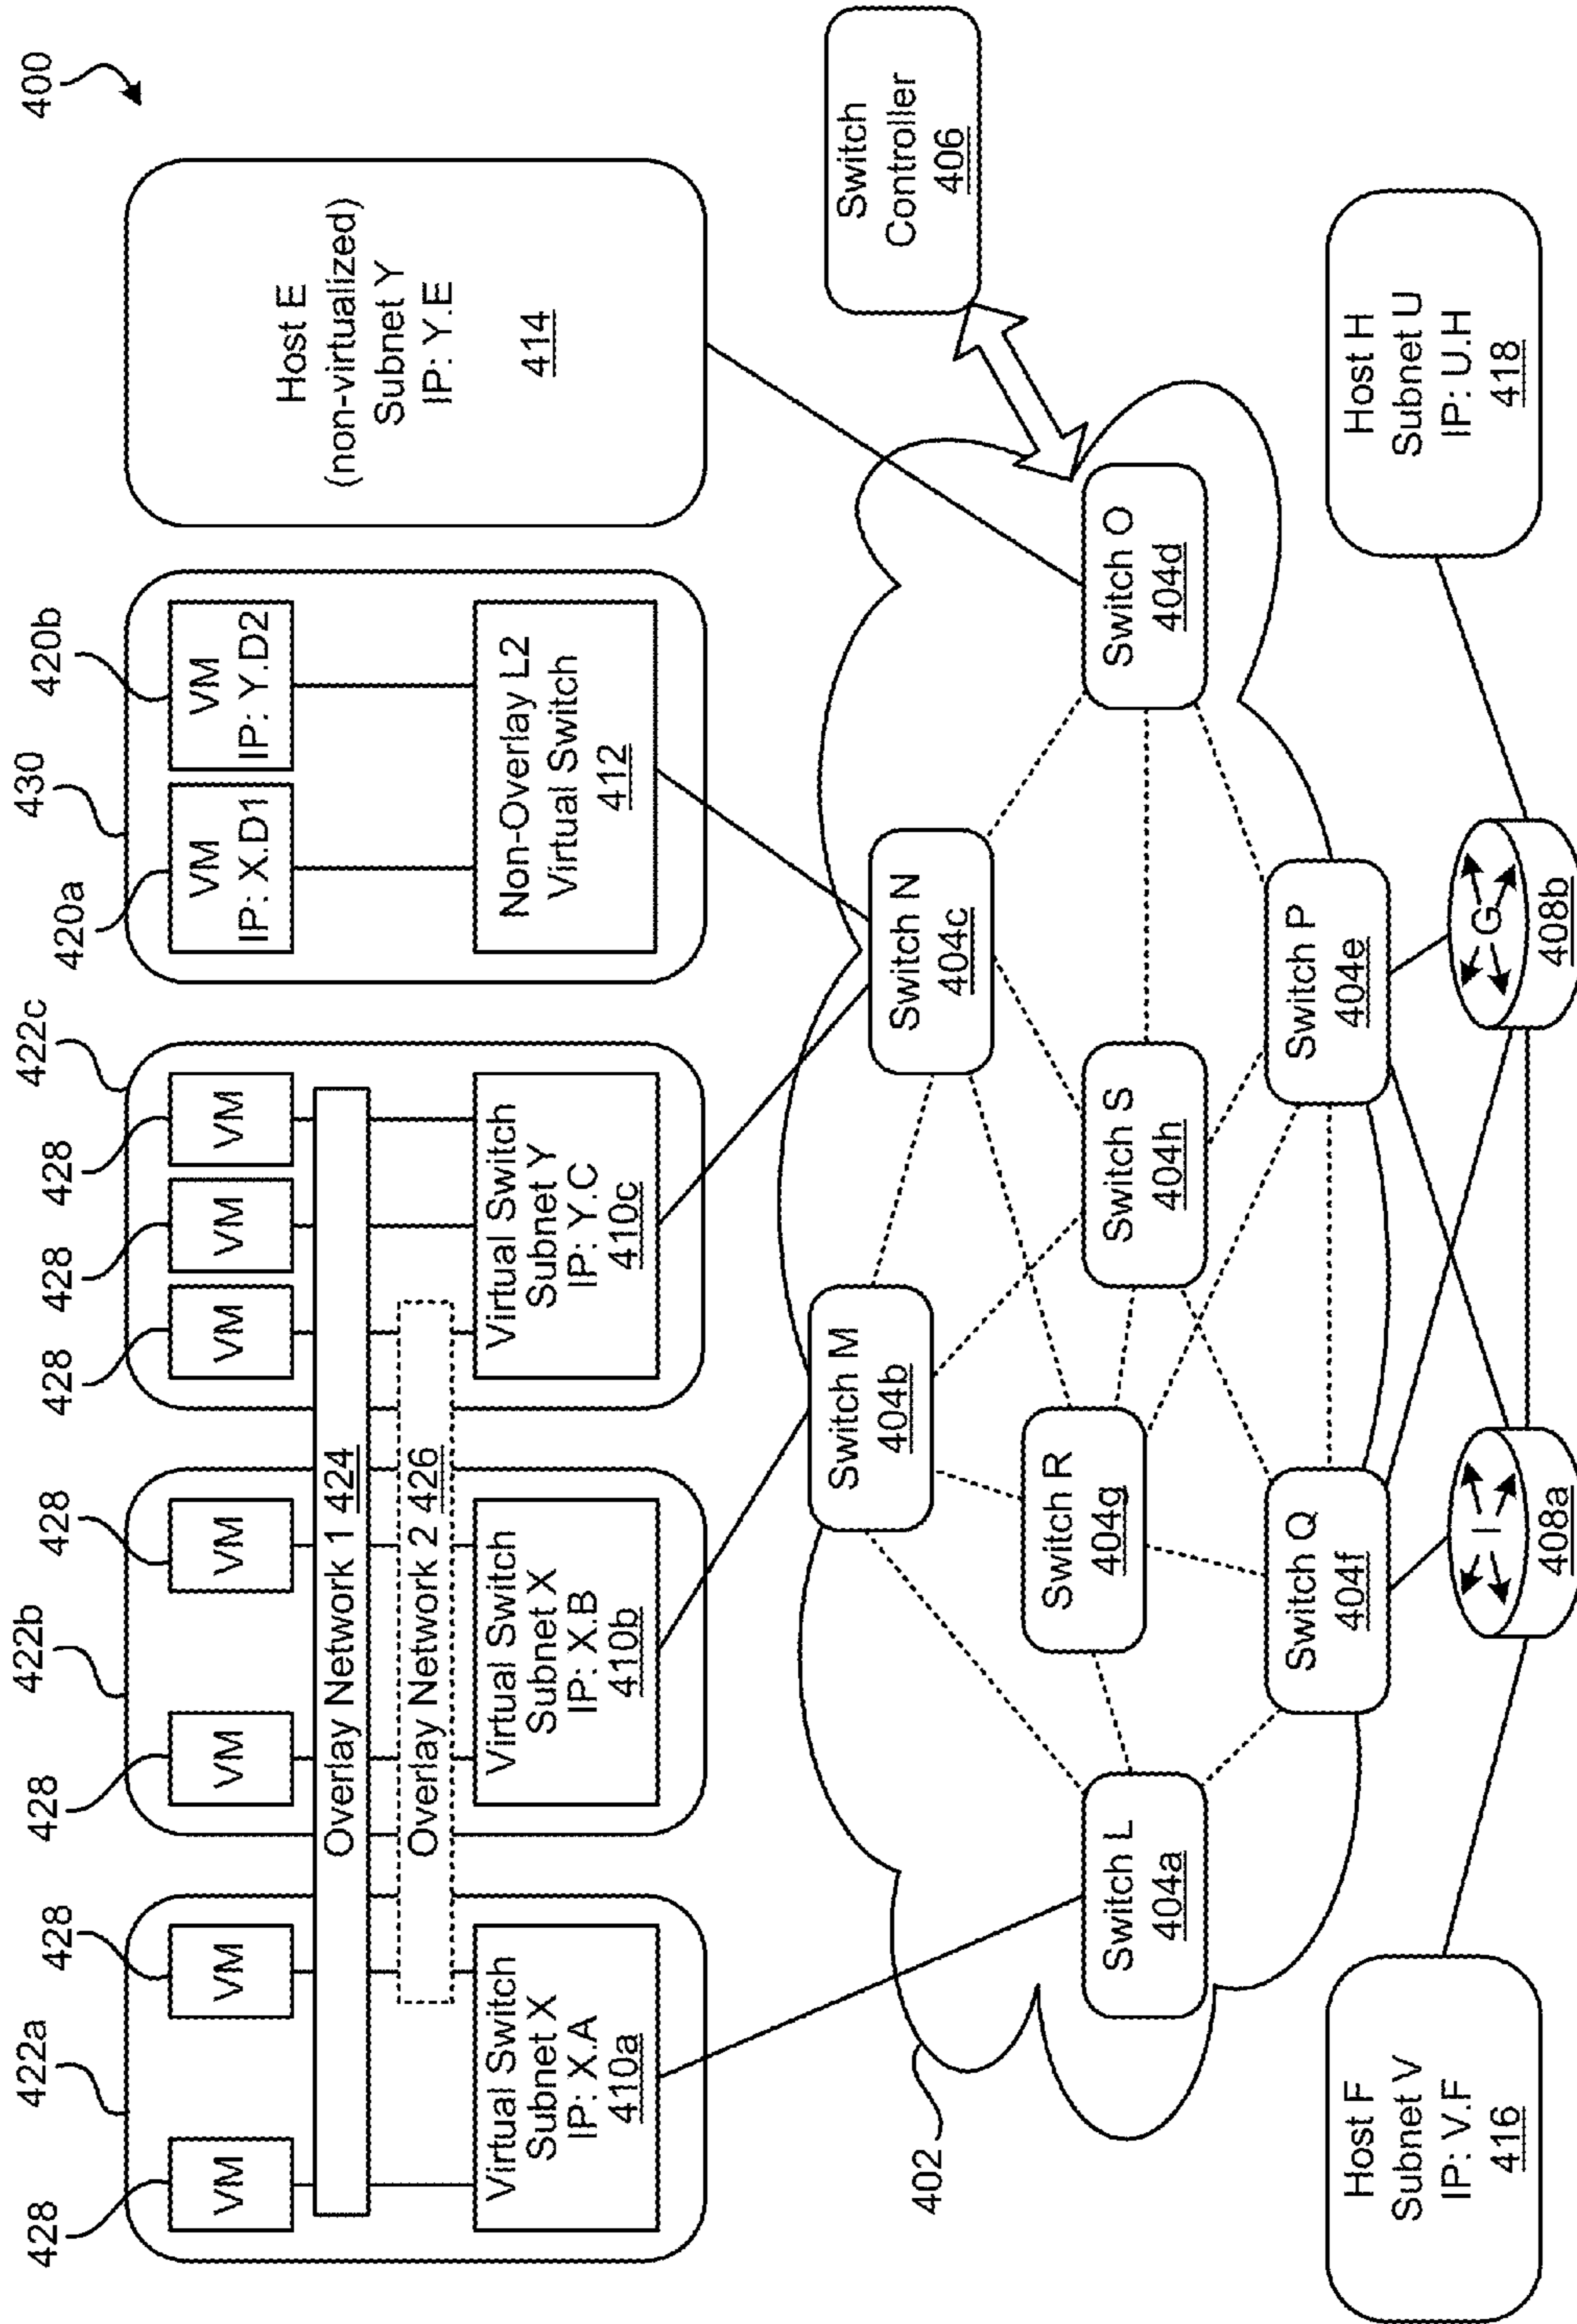 400
422a
422b
422c
430
420a
420b
428
428
428
428
428
428
428
VM
VM
VM
VM
VM
VM
VM
VM
IP: X.D1
VM
IP: Y.D2
Host E
(non-virtualized)
Subnet Y
IP: Y.E
414
Overlay Network 1 424
Overlay Network 2 426
Virtual Switch
Subnet X
IP: X.A
410a
Virtual Switch
Subnet X
IP: X.B
410b
Virtual Switch
Subnet Y
IP: Y.C
410c
Non-Overlay L2
Virtual Switch
412
402
Switch M
404b
Switch N
404c
Switch
Controller
406
Switch R
404g
Switch S
404h
Switch L
404a
Switch O
404d
Switch Q
404f
Switch P
404e
Host F
Subnet V
IP: V.F
416
I
408a
G
408b
Host H
Subnet U
IP: U.H
418